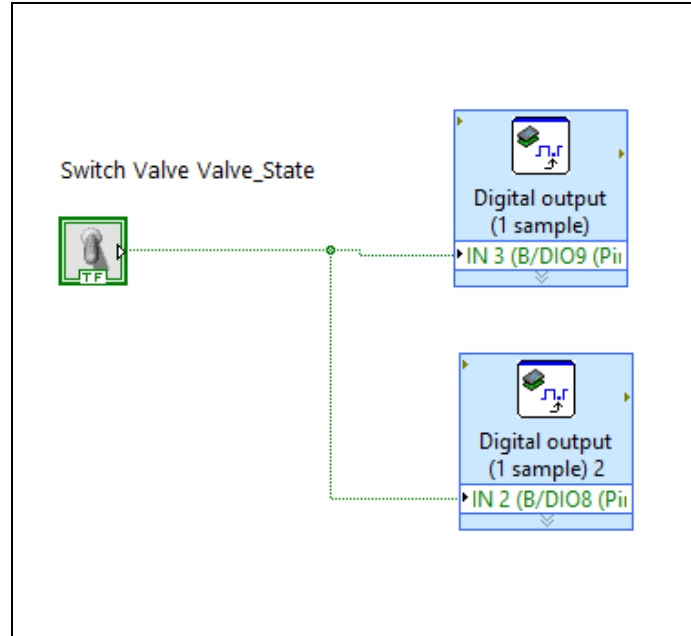 Switch Valve Valve_State
TF
Digital output
(1 sample)
IN 3 (B/DIO9 (Pi
Digital output
(1 sample) 2
IN 2 (B/DIO8 (Pi